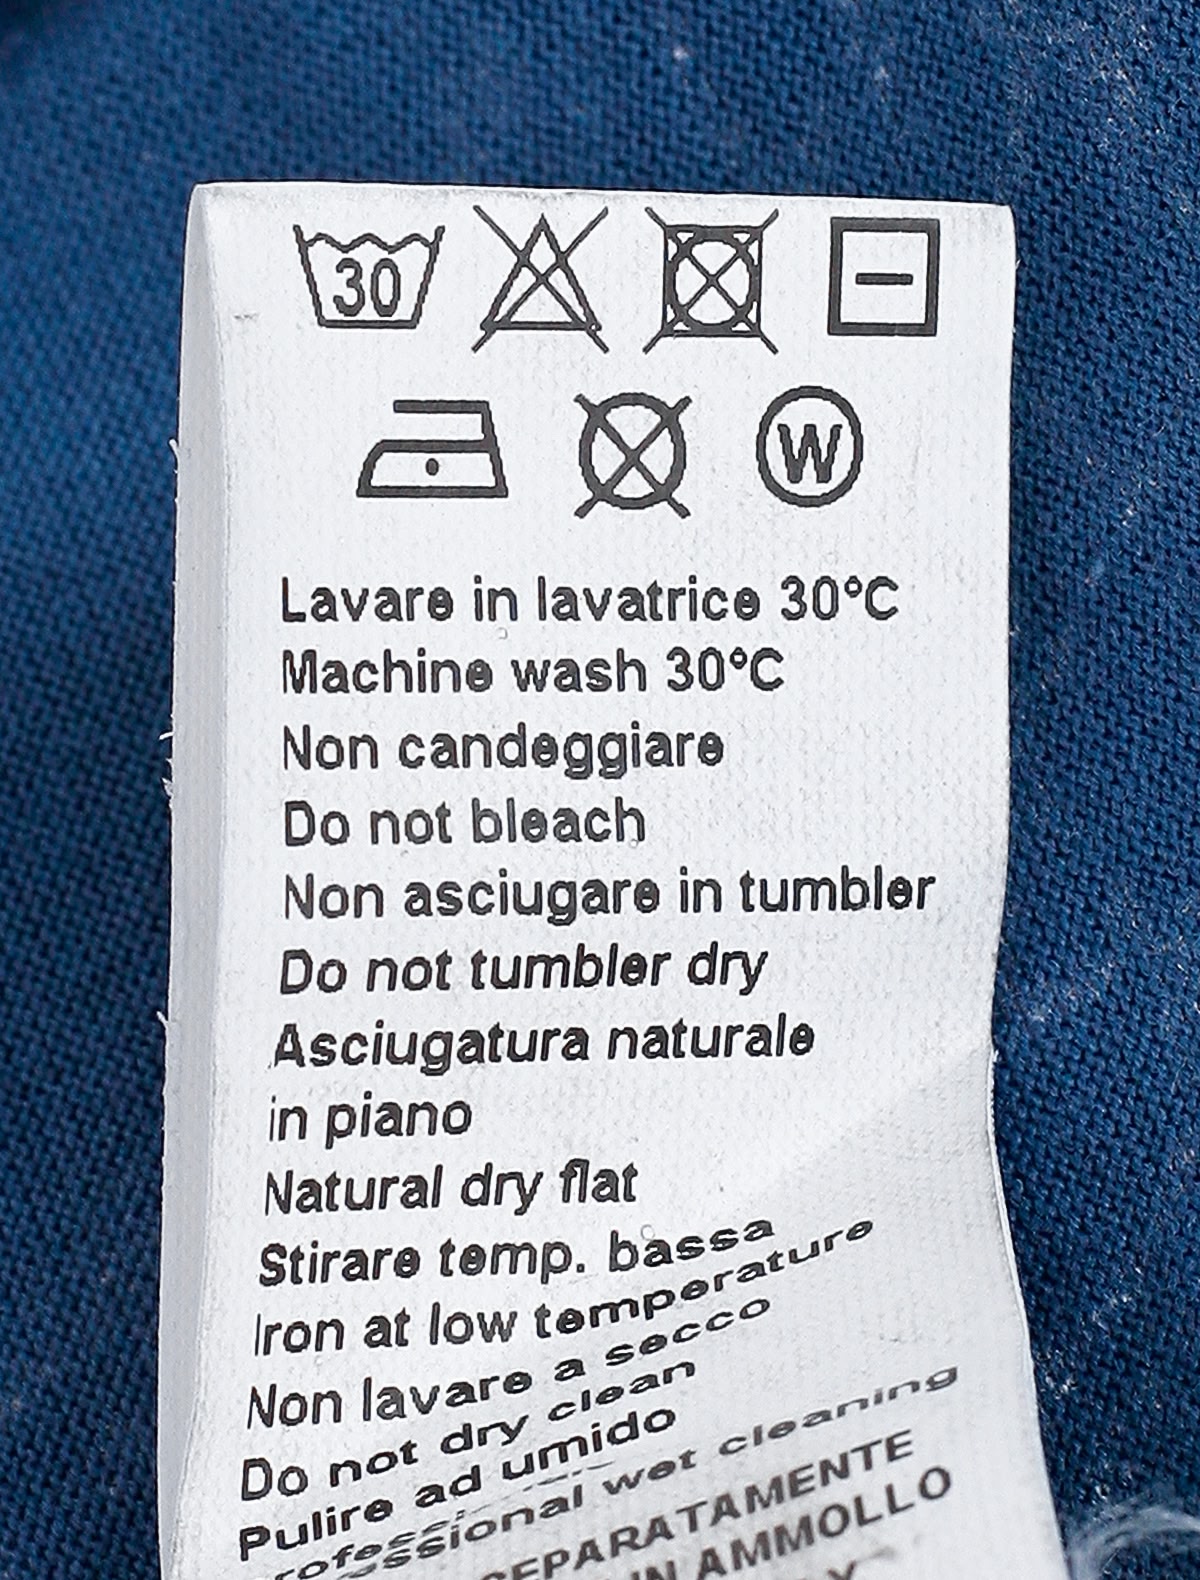 30
W
Lavare in lavatrice 30°C
Machine wash 30°C
Non candeggiare
Do not bleach
Non asciugare in tumbler
Do not tumbler dry
Asciugatura naturale
in piano
Natural dry flat
Stirare temp. bassa
Iron at low temperature
Non lavare a secco
Do not dry clean
Pulire ad umido
wet cleaning
SEPARATAMENTE
IN AMMOLLO